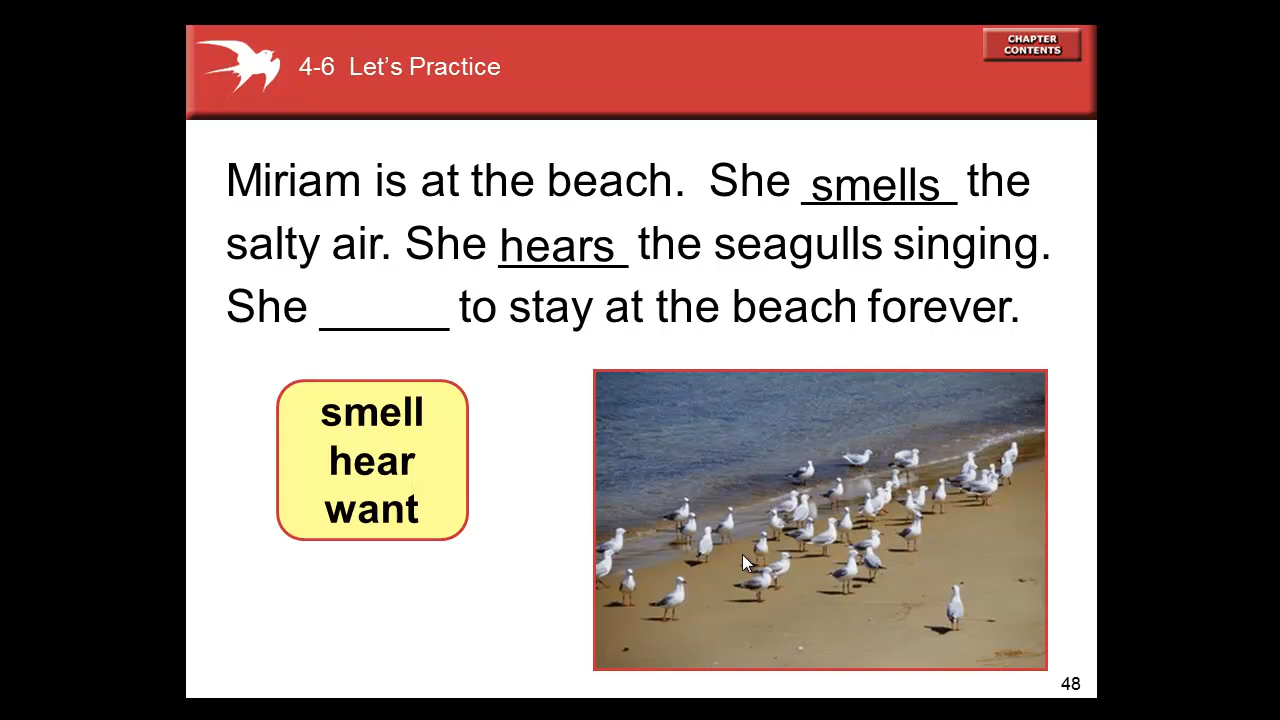 4-6 Let's Practice
CHAPTER
CONTENTS
Miriam is at the beach. She smells the
salty air. She hears the seagulls singing.
She _____ to stay at the beach forever.
smell
hear
want
48